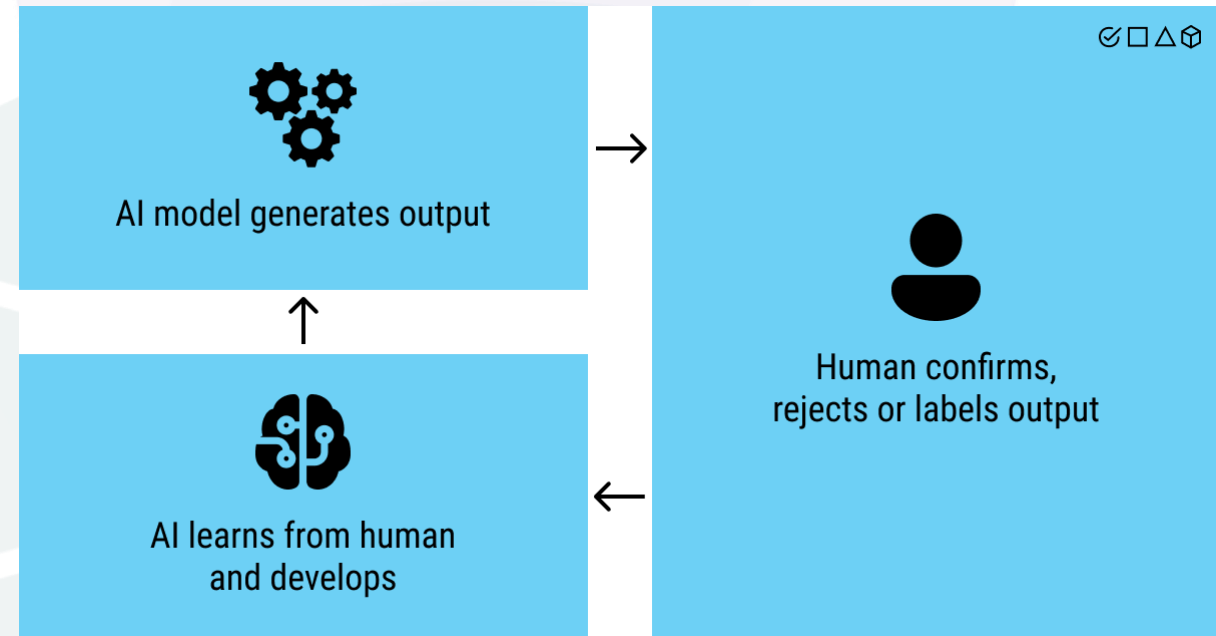 AI model generates output
Human confirms,
rejects or labels output
AI learns from human
and develops